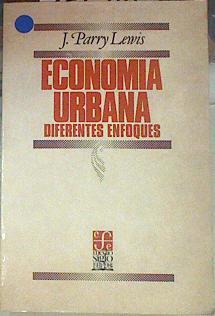 J. Parry Lewis
ECONOMIA
URBANA
DIFERENTES ENFOQUES